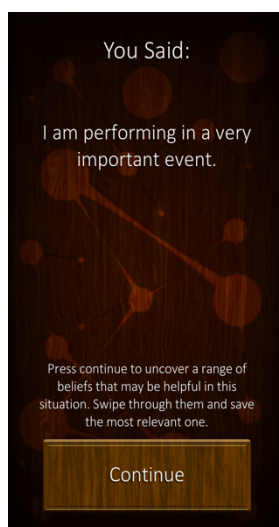 You Said:
I am performing in a very
important event.
Press continue to uncover a range of
beliefs that may be helpful in this
situation. Swipe through them and save
the most relevant one.
Continue